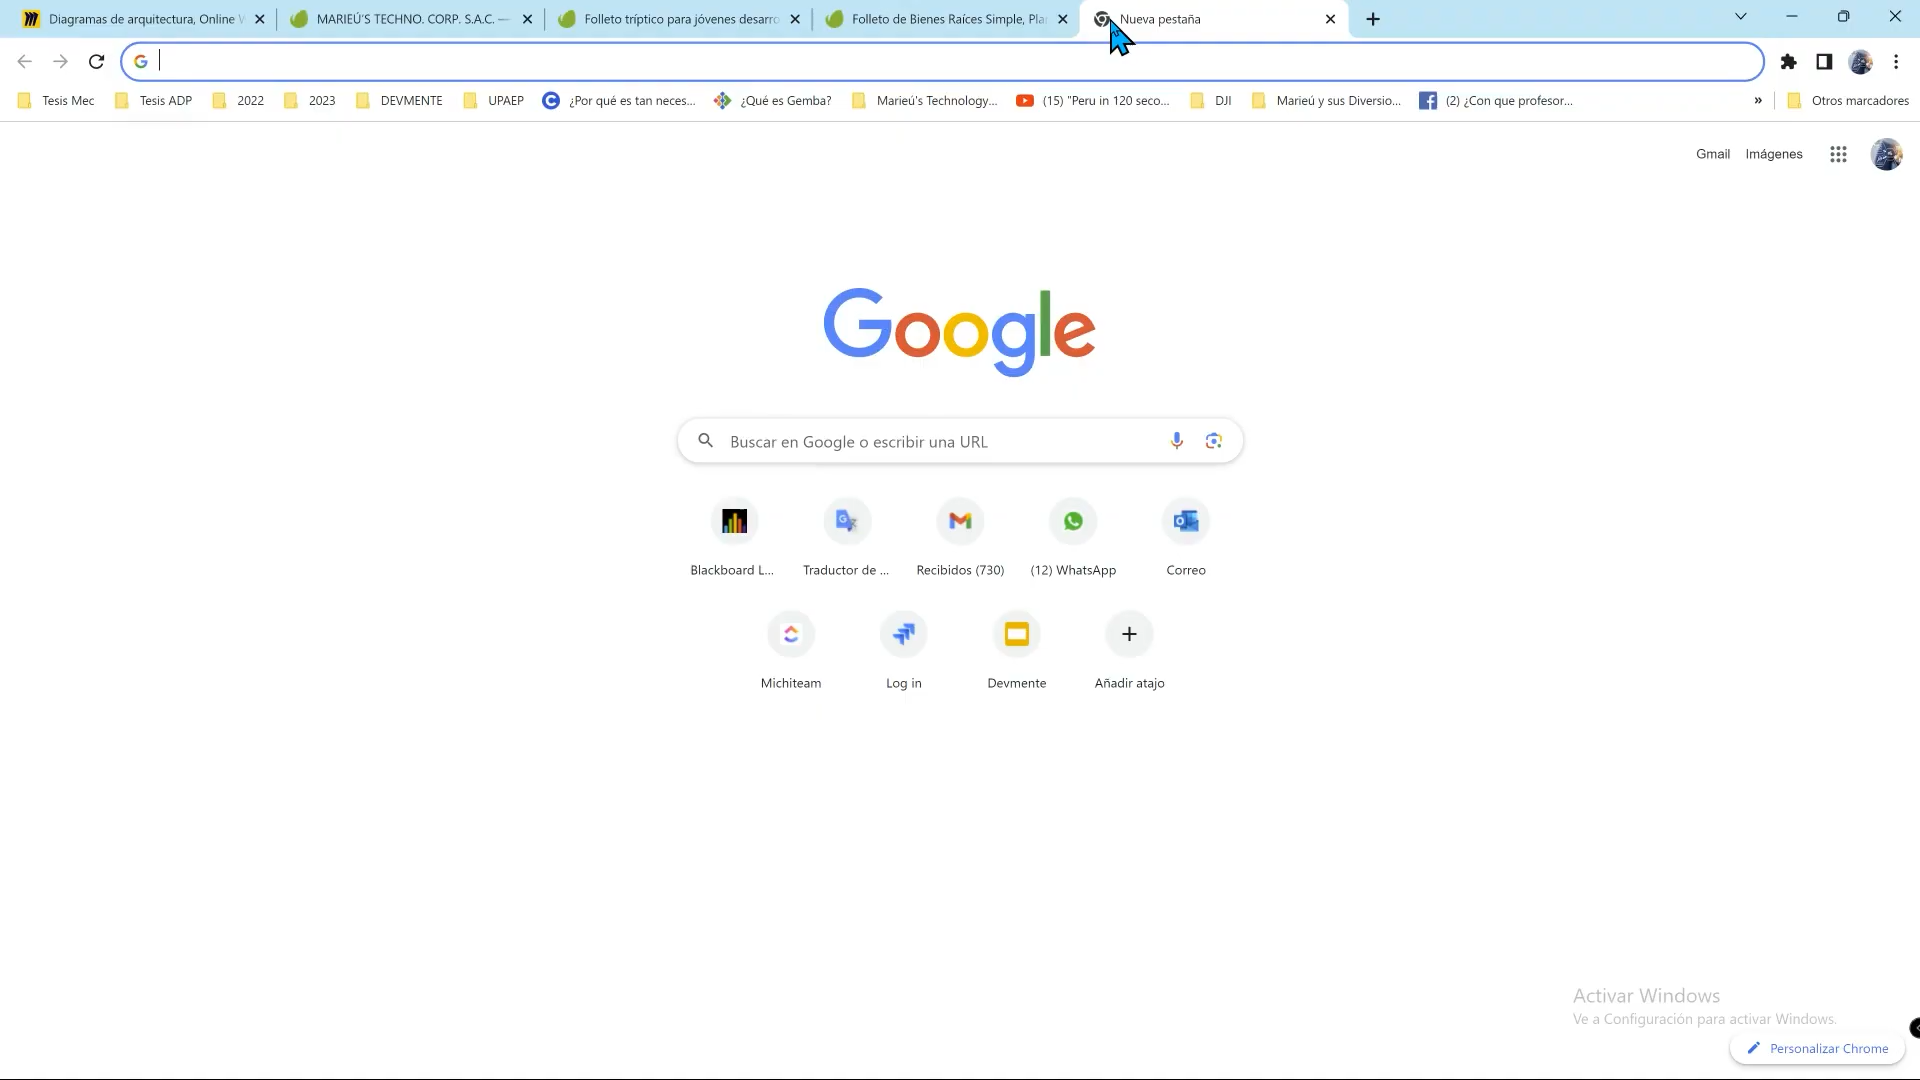 Diagramas de arquitectura, Online
MARIEÚ'S TECHNO. CORP. S.A.C. —
Folleto tríptico para jóvenes desarro
Folleto de Bienes Raíces Simple, Pla
Nueva pestaña
Tesis Mec
Tesis ADP
2022
2023
DEVMENTE
UPAEP
¿Por qué es tan neces...
¿Qué es Gemba?
Marieú's Technology...
(15) "Peru in 120 seco...
DJI
Marieú y sus Diversio...
(2) ¿Con que profesor...
»
Otros marcadores
Gmail
Imágenes
Google
Buscar en Google o escribir una URL
Blackboard L...
Traductor de ...
Recibidos (730)
(12) WhatsApp
Correo
Michiteam
Log in
Devmente
Añadir atajo
Activar Windows
Ve a Configuración para activar Windows.
Personalizar Chrome